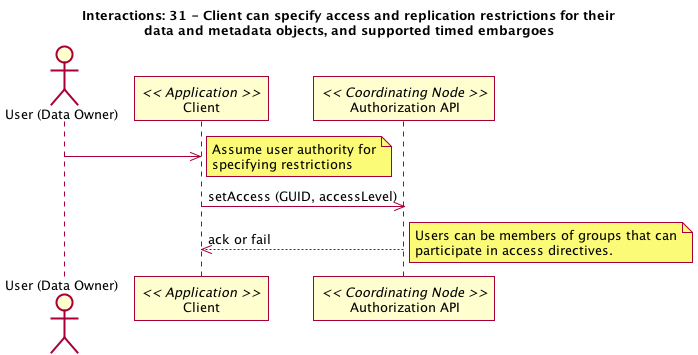 Interactions: 31 - Client can specify access and replication restrictions for their
data and metadata objects, and supported timed embargoes
User (Data Owner)
<< Application >>
Client
<< Coordinating Node >>
Authorization API
Assume user authority for
specifying restrictions
setAccess (GUID, accessLevel)
ack or fail
Users can be members of groups that can
participate in access directives.
User (Data Owner)
<< Application >>
Client
<< Coordinating Node >>
Authorization API